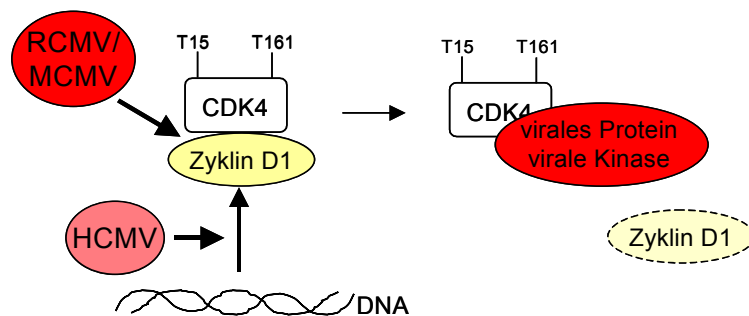 RCMV/
MCMV
T15
T161
CDK4
Zyklin D1
HCMV
DNA
T15
T161
CDK4
virales Protein
virale Kinase
Zyklin D1